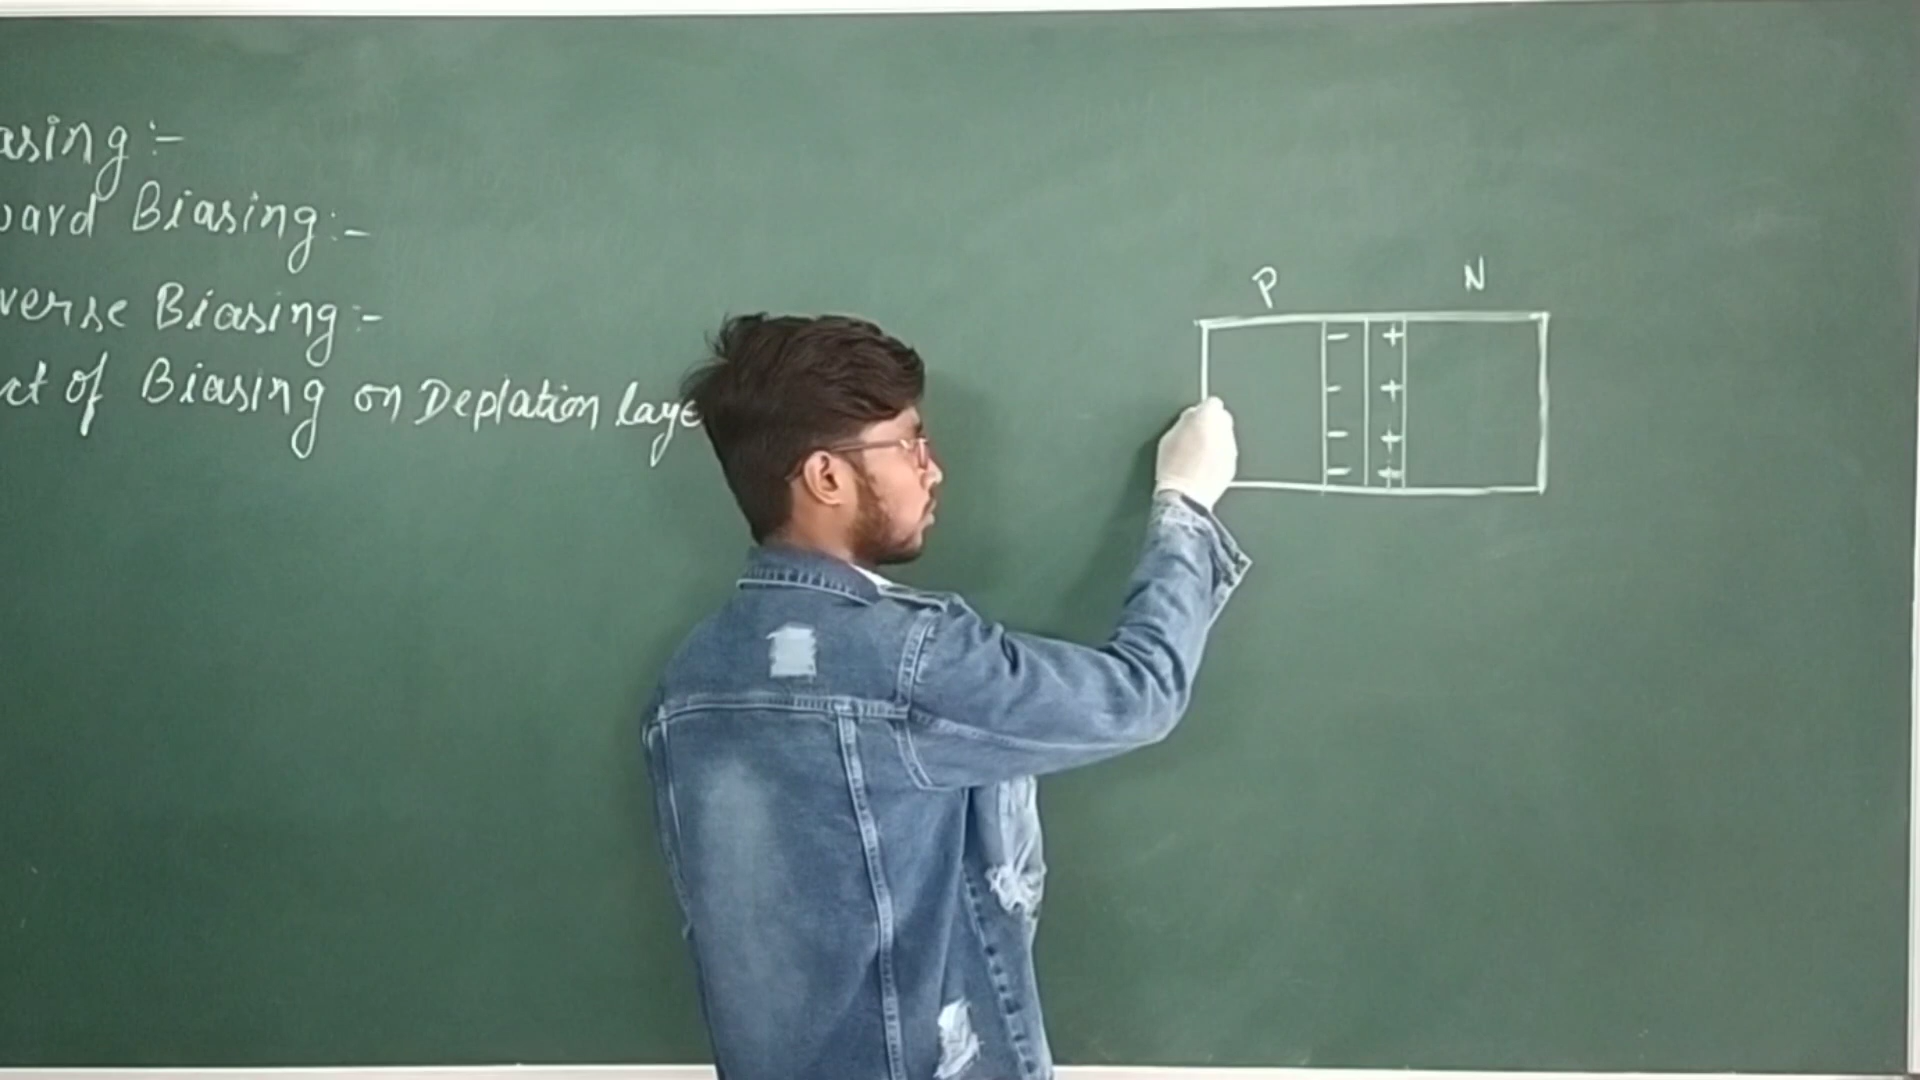 asing:-
ward Biasing:-
verse Biasing:-
ct of Biasing on Deplation laye
P N
- +
- +
- +
- +